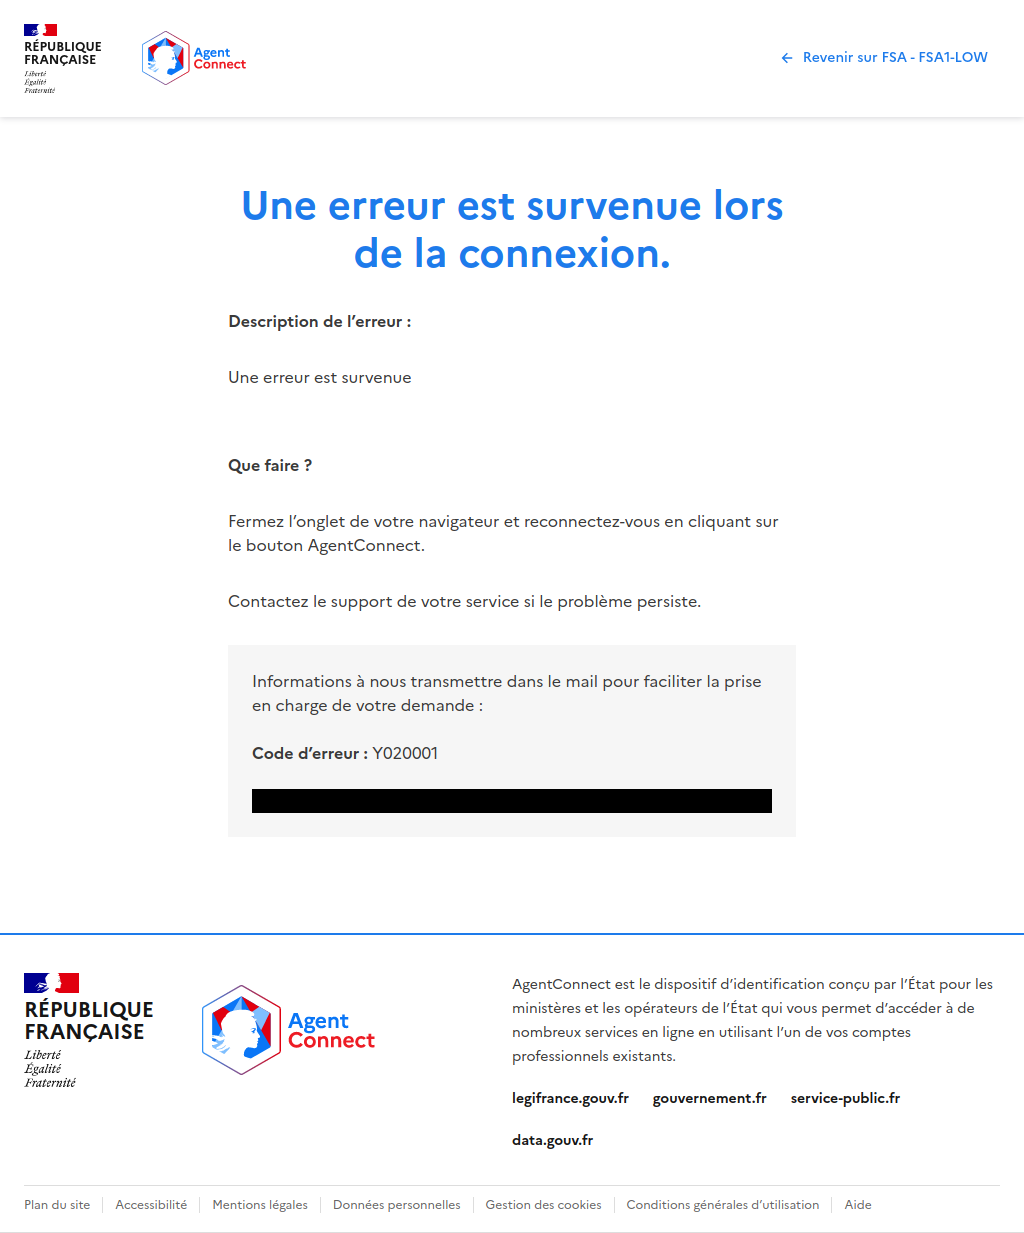 RÉPUBLIQUE
FRANÇAISE
Liberté
Égalité
Fraternité
Agent
Connect
Revenir sur FSA - FSA1-LOW
Une erreur est survenue lors
de la connexion.
Description de l’erreur :
Une erreur est survenue
Que faire ?
Fermez l’onglet de votre navigateur et reconnectez-vous en cliquant sur
le bouton AgentConnect.
Contactez le support de votre service si le problème persiste.
Informations à nous transmettre dans le mail pour faciliter la prise
en charge de votre demande :
Code d’erreur : Y020001
RÉPUBLIQUE
FRANÇAISE
Liberté
Égalité
Fraternité
Agent
Connect
AgentConnect est le dispositif d’identification conçu par l’État pour les
ministères et les opérateurs de l’État qui vous permet d’accéder à de
nombreux services en ligne en utilisant l’un de vos comptes
professionnels existants.
legifrance.gouv.fr gouvernement.fr service-public.fr
data.gouv.fr
Plan du site Accessibilité Mentions légales Données personnelles Gestion des cookies Conditions générales d’utilisation Aide